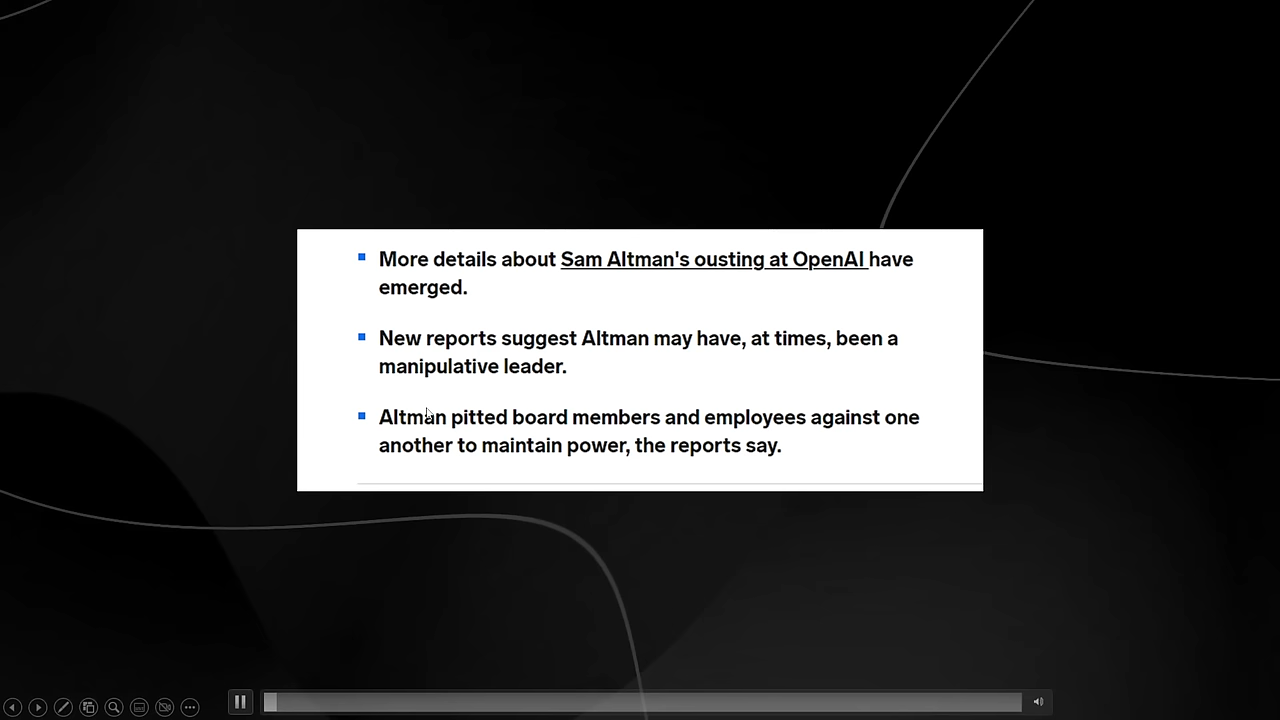 More details about Sam Altman's ousting at OpenAI have
emerged.
New reports suggest Altman may have, at times, been a
manipulative leader.
Altman pitted board members and employees against one
another to maintain power, the reports say.